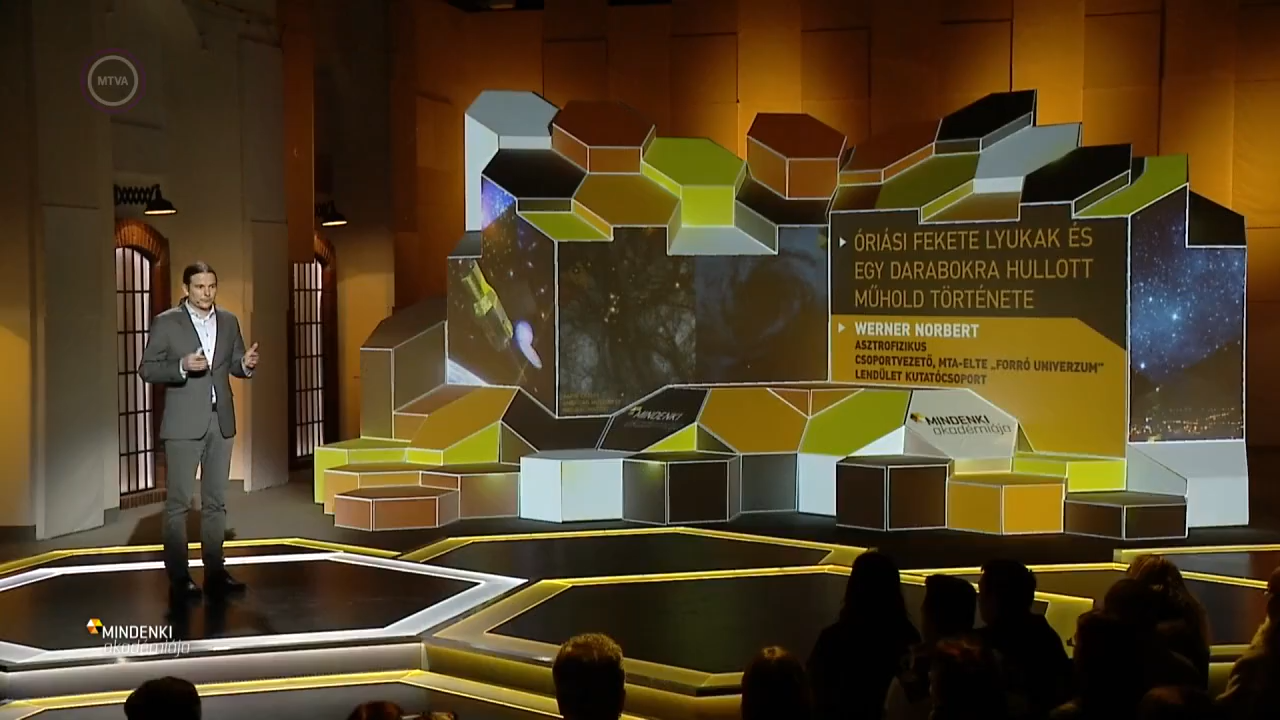 MTVA
ÓRIÁSI FEKETE LYUKAK ÉS
EGY DARABOKRA HULLOTT
MŰHOLD TÖRTÉNETE
WERNER NORBERT
ASZTROFIZIKUS
CSOPORTVEZETŐ, MTA-ELTE „FORRÓ UNIVERZUM”
LENDÜLET KUTATÓCSOPORT
MINDENKI
MINDENKI
akadémiája
MINDENKI
akadémiája